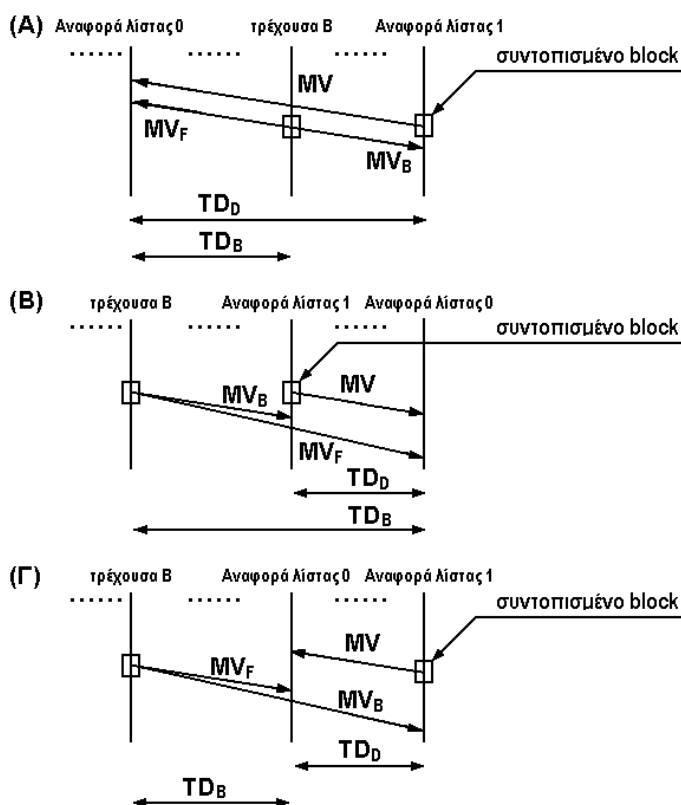 (Α) Αναφορά λίστας 0 τρέχουσα Β Αναφορά λίστας 1
συντοπισμένο block
MV
MVF
MVB
TDD
TDB
(Β) τρέχουσα Β Αναφορά λίστας 1 Αναφορά λίστας 0
συντοπισμένο block
MVB
MV
MVF
TDD
TDB
(Γ) τρέχουσα Β Αναφορά λίστας 0 Αναφορά λίστας 1
συντοπισμένο block
MV
MVF
MVB
TDD
TDB